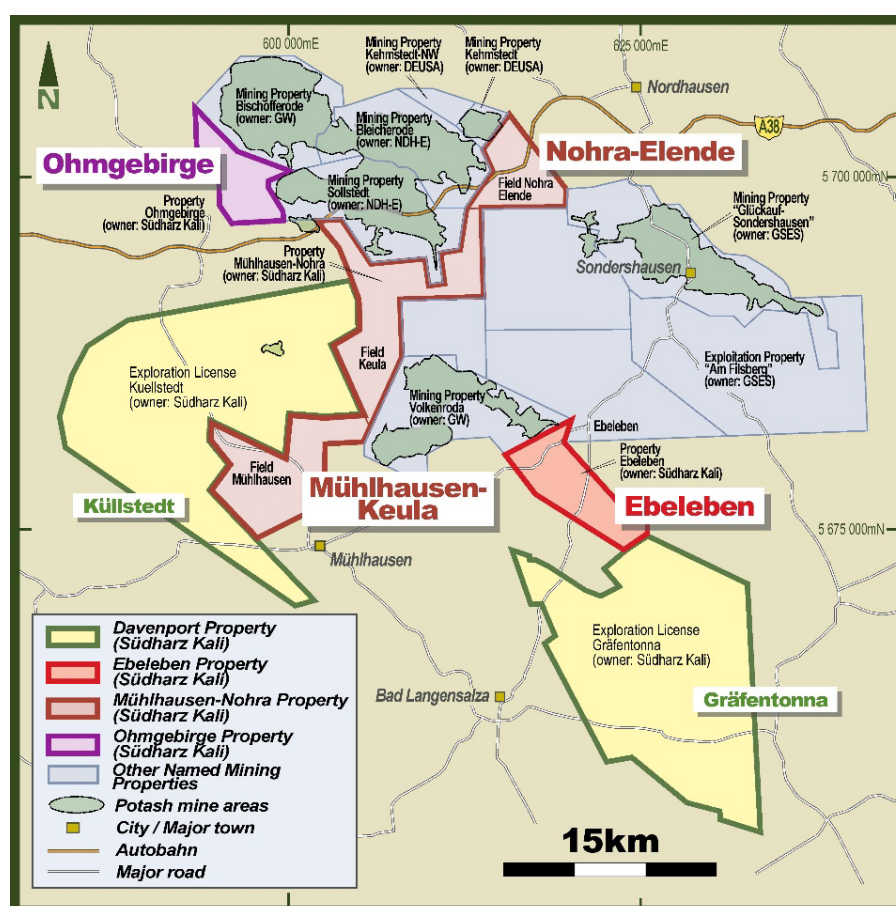 600 000mE
625 000mE
N
Mining Property
Kehmstedt-NW
(owner: DEUSA)
Mining Property
Kehmstedt
(owner: DEUSA)
Nordhausen
Mining Property
Bischofferode
(owner: GW)
Mining Property
Bleicherode
(owner: NDH-E)
A38
Ohmgebirge
Nohra-Elende
Mining Property
Sollstedt
(owner: NDH-E)
Field Nohra
Elende
5 700 000mN
Property
Ohmgebirge
(owner: Südharz Kali)
Mining Property
"Glückauf-
Sondershausen"
(owner: GSES)
Property
Mühlhausen-Nohra
(owner: Südharz Kali)
Sondershausen
Field
Keula
Exploration License
Kuellstedt
(owner: Südharz Kali)
Exploitation Property
"Am Filsberg"
(owner: GSES)
Mining Property
Volkenroda
(owner: GW)
Ebeleben
Property
Ebeleben
(owner: Südharz Kali)
Field
Mühlhausen
Mühlhausen-
Keula
Küllstedt
Ebeleben
5 675 000mN
Mühlhausen
Exploration License
Gräfentonna
(owner: Südharz Kali)
Bad Langensalza
Gräfentonna
Davenport Property
(Südharz Kali)
Ebeleben Property
(Südharz Kali)
Mühlhausen-Nohra Property
(Südharz Kali)
Ohmgebirge Property
(Südharz Kali)
Other Named Mining
Properties
Potash mine areas
City / Major town
Autobahn
Major road
15km